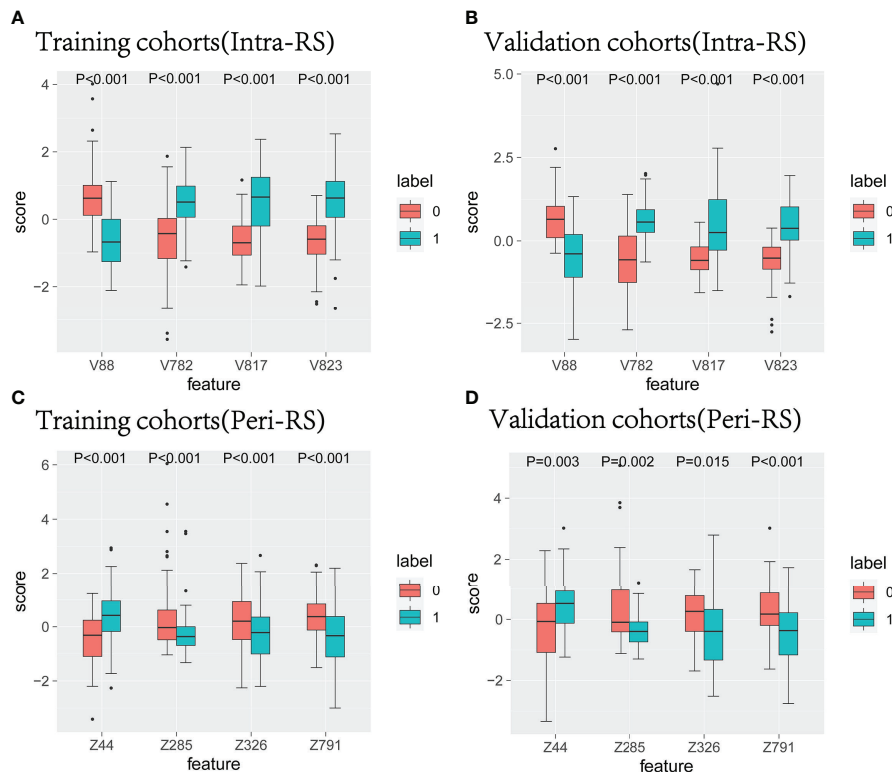 A
Training cohorts(Intra-RS)
P<0.001 P<0.001 P<0.001 P<0.001
4
2
0
−2
score
V88 V782 V817 V823
feature
label
0
1
B
Validation cohorts(Intra-RS)
P<0.001 P<0.001 P<0.001 P<0.001
5.0
2.5
0.0
−2.5
score
V88 V782 V817 V823
feature
label
0
1
C
Training cohorts(Peri-RS)
P<0.001 P<0.001 P<0.001 P<0.001
6
4
2
0
−2
score
Z44 Z285 Z326 Z791
feature
label
0
1
D
Validation cohorts(Peri-RS)
P=0.003 P=0.002 P=0.015 P<0.001
4
2
0
−2
score
Z44 Z285 Z326 Z791
feature
label
0
1